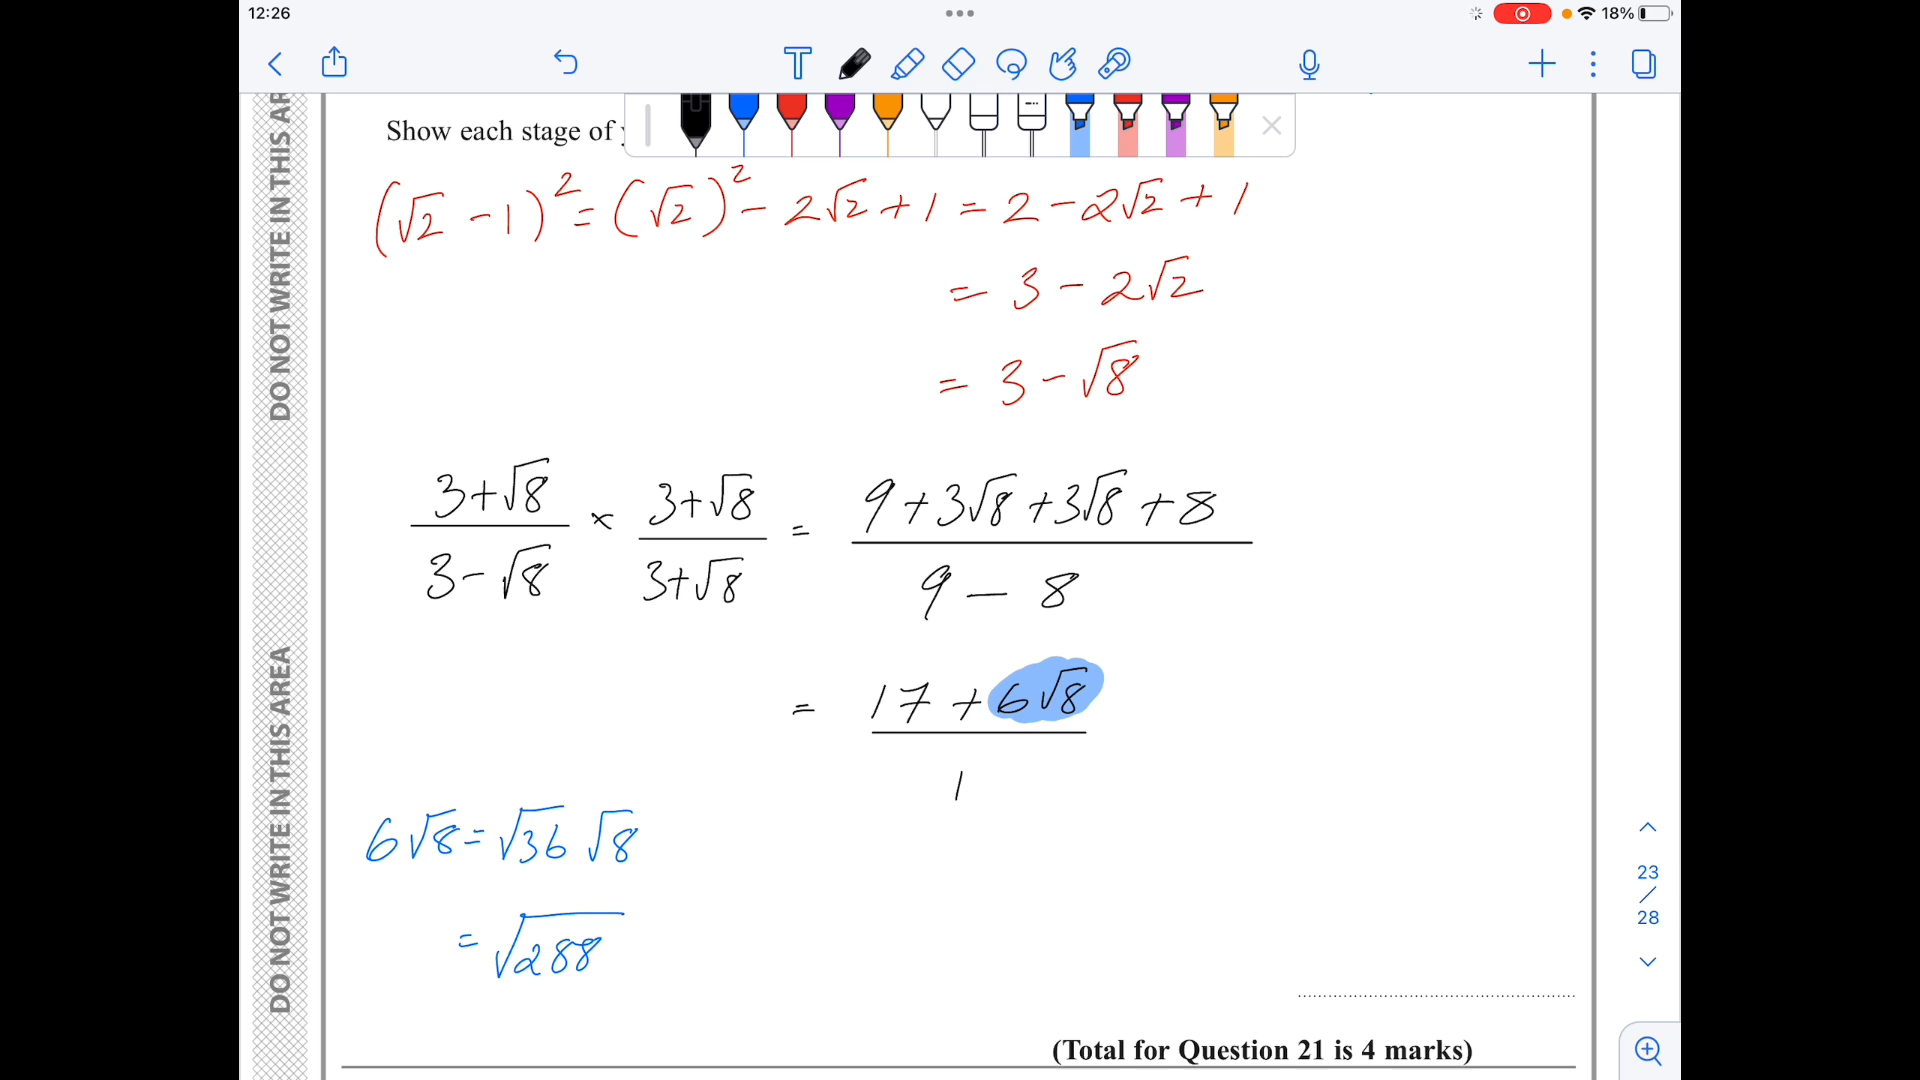 12:26
18%
Show each stage of
(√2 - 1)² = (√2)² - 2√2 + 1 = 2 - 2√2 + 1
= 3 - 2√2
= 3 - √8
3+√8 / 3-√8 × 3+√8 / 3+√8 = 9+3√8+3√8+8 / 9 - 8
= 17 + 6√8 / 1
6√8 = √36 √8
= √288
23 / 28
(Total for Question 21 is 4 marks)
DO NOT WRITE IN THIS AR
DO NOT WRITE IN THIS AREA